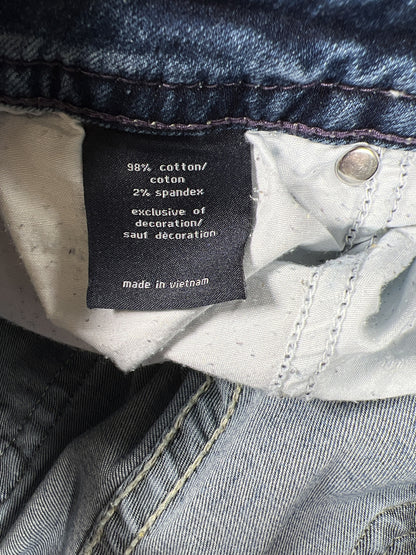 98% cotton/
coton
2% spandex
exclusive of
decoration/
sauf décoration
made in vietnam